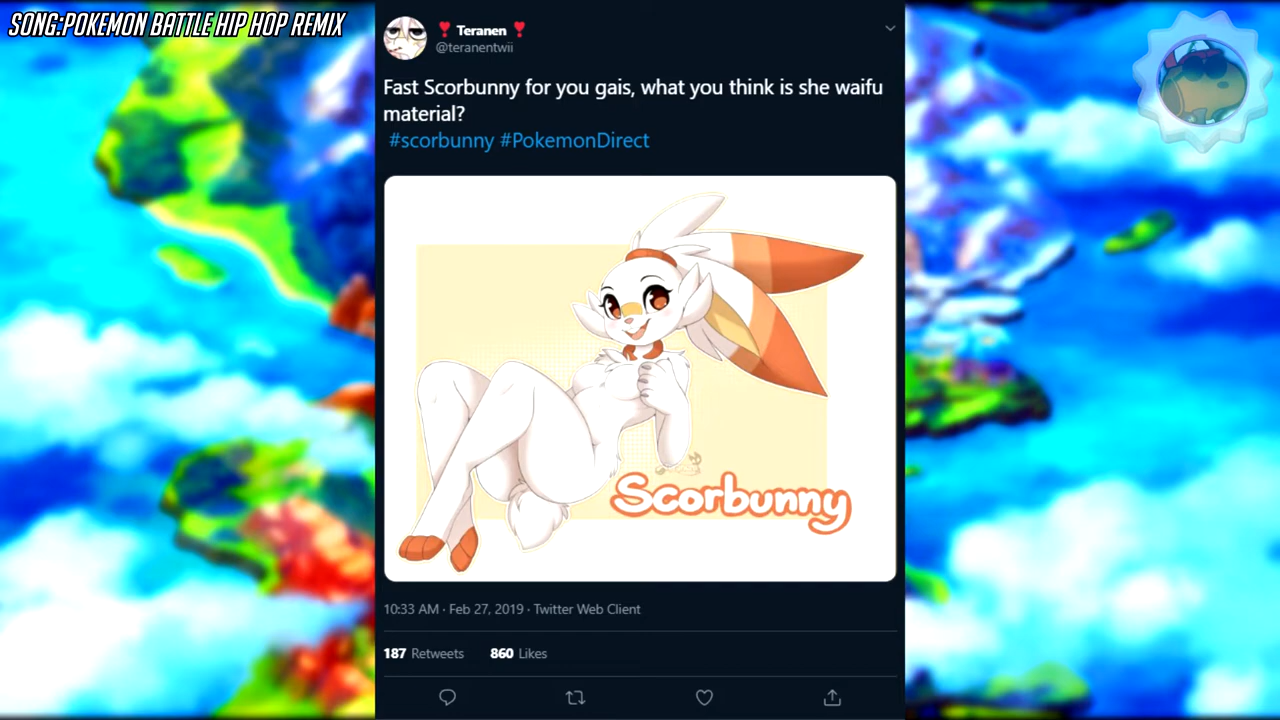 SONG:POKEMON BATTLE HIP HOP REMIX
Teranen
@teranentwii
Fast Scorbunny for you gais, what you think is she waifu
material?
#scorbunny #PokemonDirect
Scorbunny
10:33 AM · Feb 27, 2019 · Twitter Web Client
187 Retweets 860 Likes